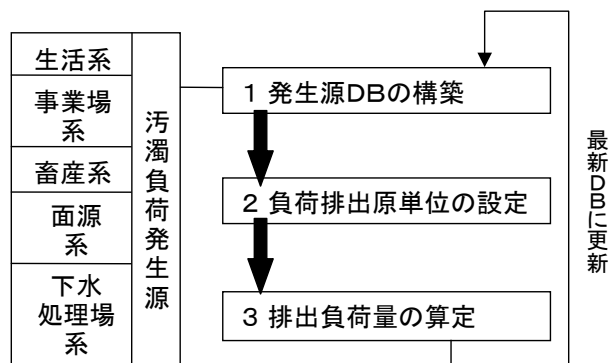 生活系
事業場
系
畜産系
面源
系
下水
処理場
系
汚濁負荷発生源
1 発生源DBの構築
2 負荷排出原単位の設定
3 排出負荷量の算定
最新DBに更新